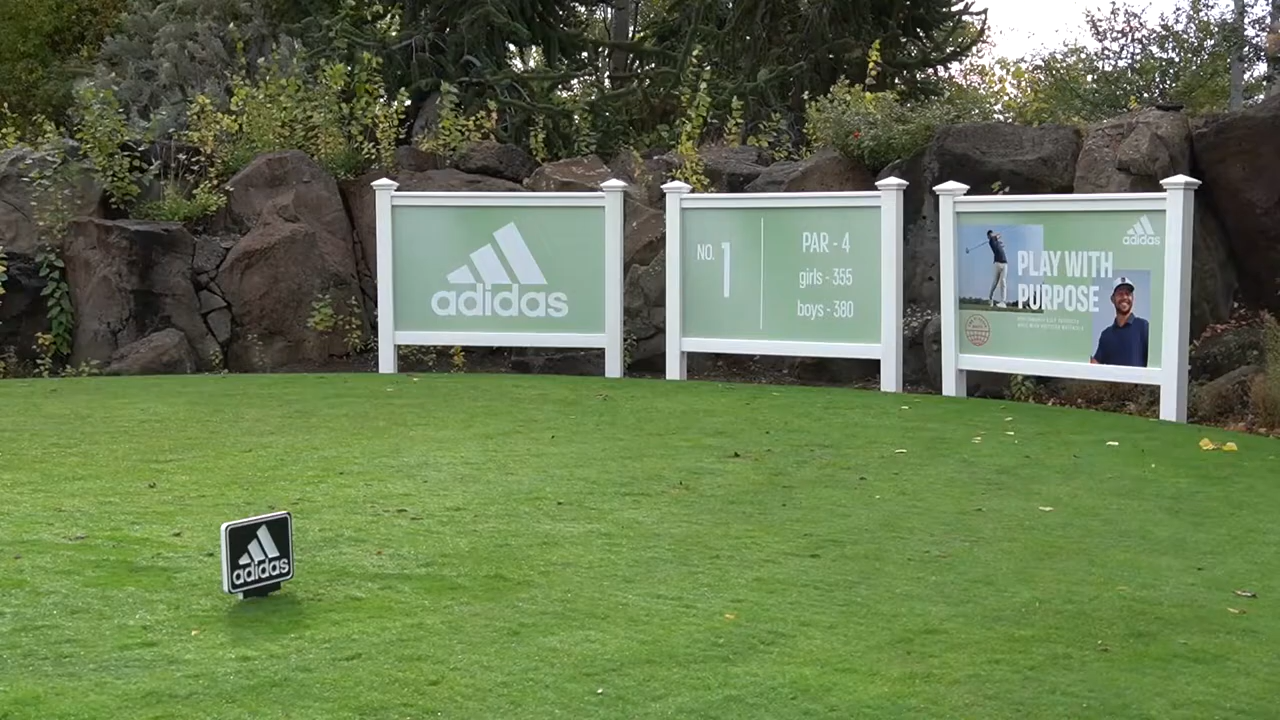 adidas
NO. 1
PAR - 4
girls - 355
boys - 380
adidas
PLAY WITH
PURPOSE
adidas